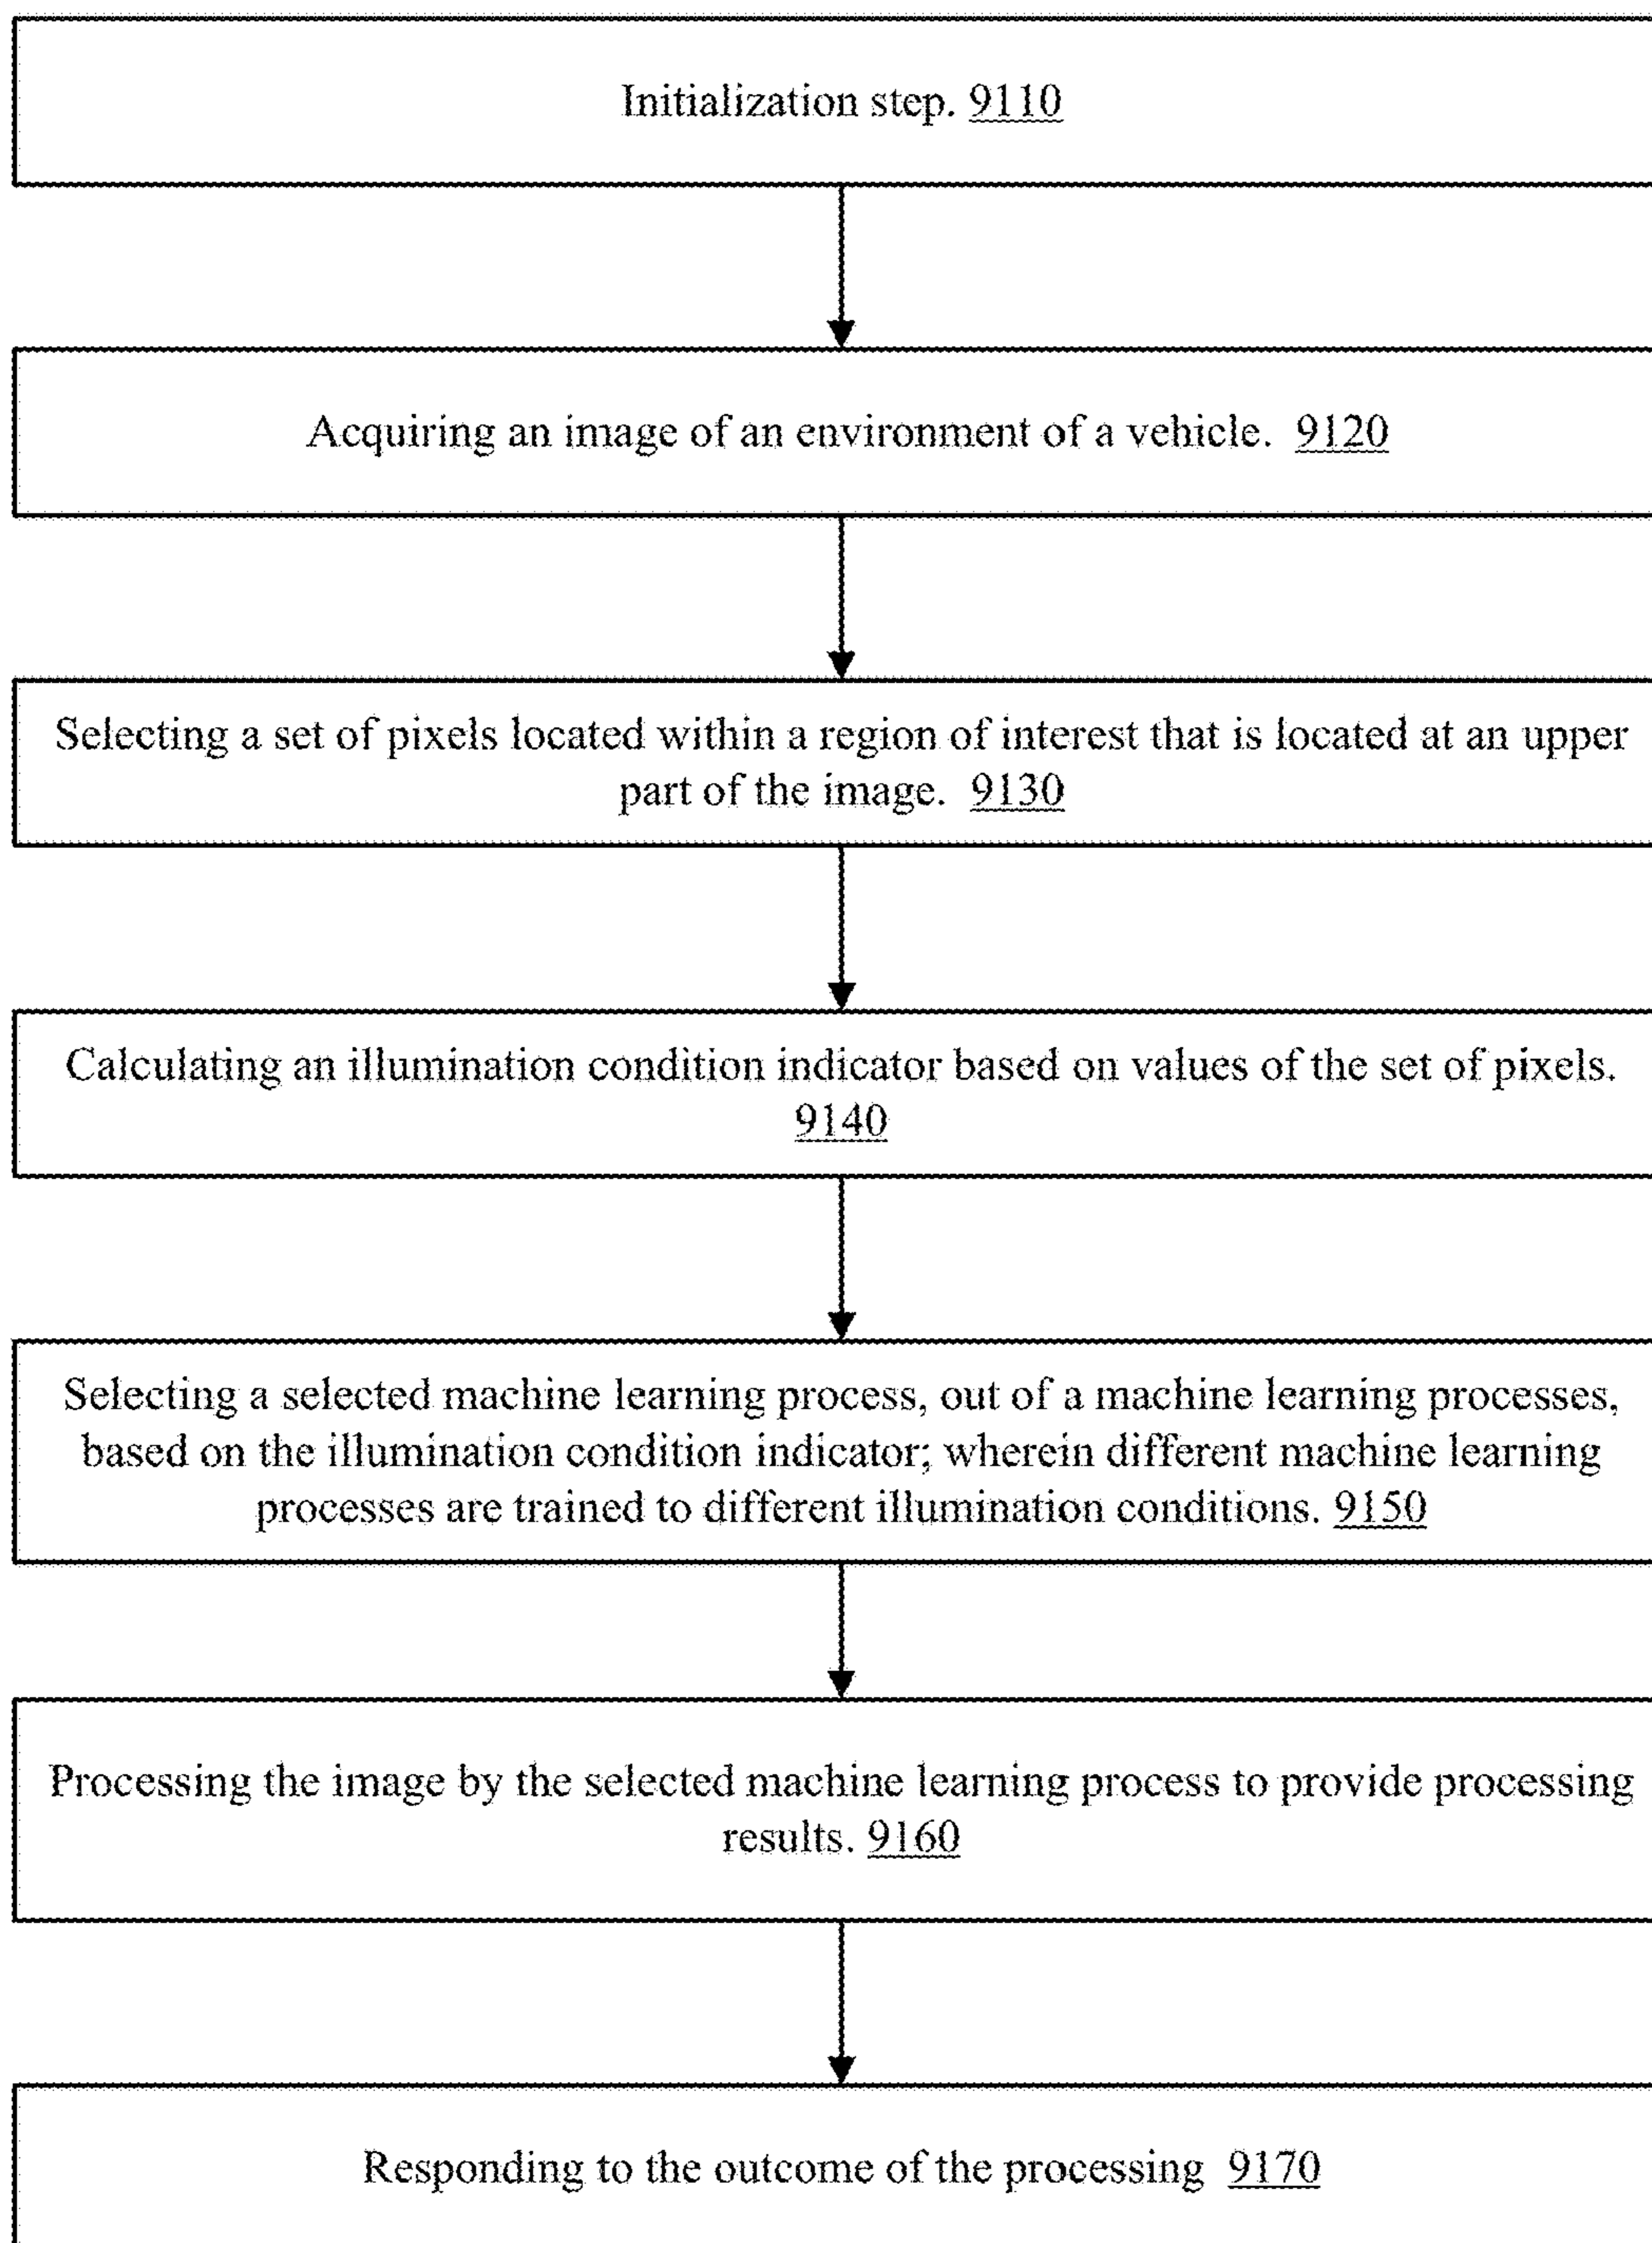 Initialization step. 9110
Acquiring an image of an environment of a vehicle. 9120
Selecting a set of pixels located within a region of interest that is located at an upper
part of the image. 9130
Calculating an illumination condition indicator based on values of the set of pixels.
9140
Selecting a selected machine learning process, out of a machine learning processes,
based on the illumination condition indicator; wherein different machine learning
processes are trained to different illumination conditions. 9150
Processing the image by the selected machine learning process to provide processing
results. 9160
Responding to the outcome of the processing 9170